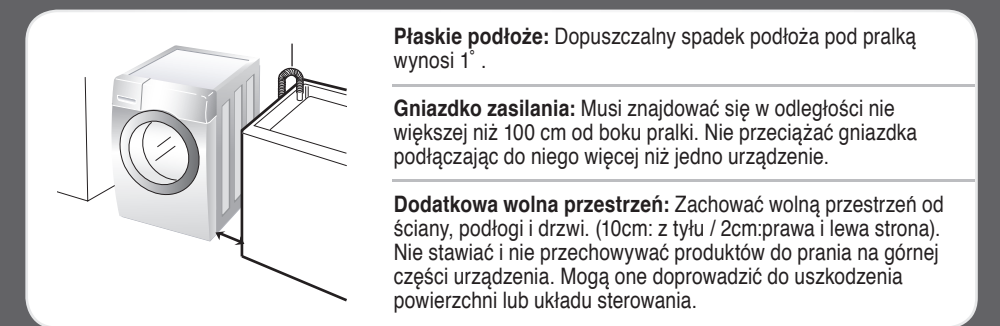 Płaskie podłoże: Dopuszczalny spadek podłoża pod pralką
wynosi 1° .
Gniazdko zasilania: Musi znajdować się w odległości nie
większej niż 100 cm od boku pralki. Nie przeciążać gniazdka
podłączając do niego więcej niż jedno urządzenie.
Dodatkowa wolna przestrzeń: Zachować wolną przestrzeń od
ściany, podłogi i drzwi. (10cm: z tyłu / 2cm:prawa i lewa strona).
Nie stawiać i nie przechowywać produktów do prania na górnej
części urządzenia. Mogą one doprowadzić do uszkodzenia
powierzchni lub układu sterowania.